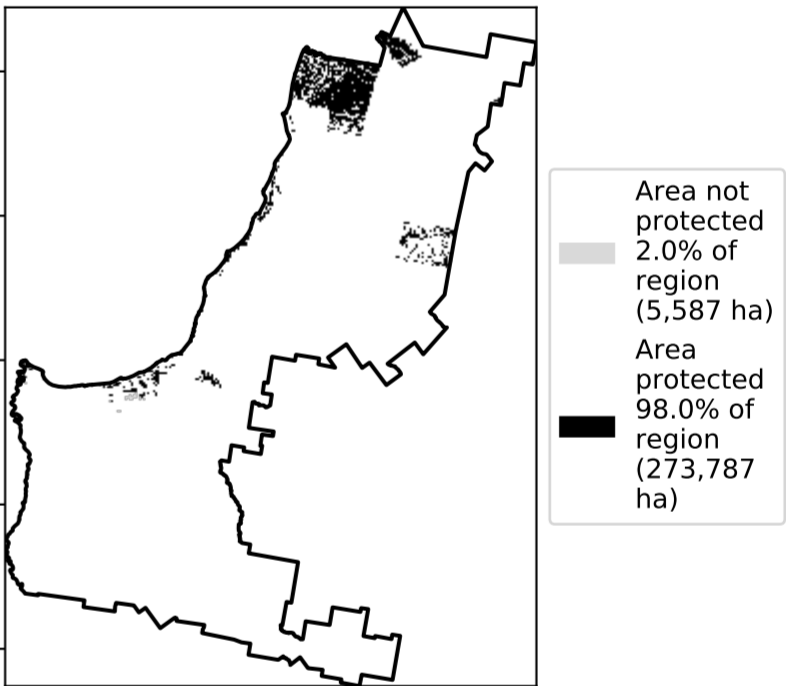 Area not
protected
2.0% of
region
(5,587 ha)
Area
protected
98.0% of
region
(273,787
ha)